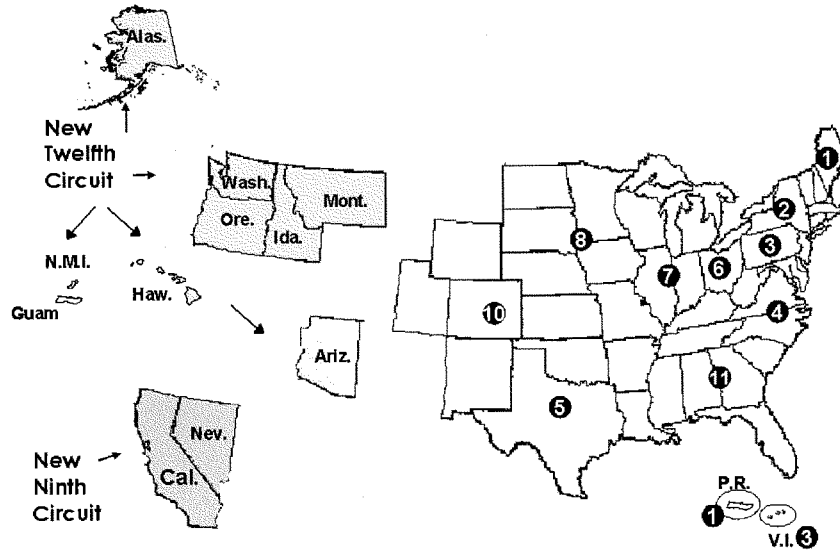 Alas.
New
Twelfth
Circuit
Wash.
Mont.
Ore.
Ida.
N.M.I.
Guam
Haw.
Ariz.
New
Ninth
Circuit
Nev.
Cal.
1
2
3
8
6
7
10
4
11
5
P.R.
1
V.I. 3